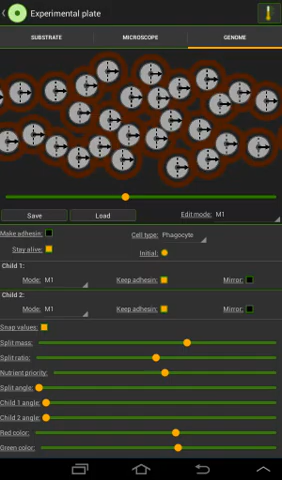 Experimental plate
SUBSTRATE MICROSCOPE GENOME
Save Load Edit mode: M1
Make adhesin: Cell type: Phagocyte
Stay alive: Initial:
Child 1:
Mode: M1 Keep adhesin: Mirror:
Child 2:
Mode: M1 Keep adhesin: Mirror:
Snap values:
Split mass:
Split ratio:
Nutrient priority:
Split angle:
Child 1 angle:
Child 2 angle:
Red color:
Green color: